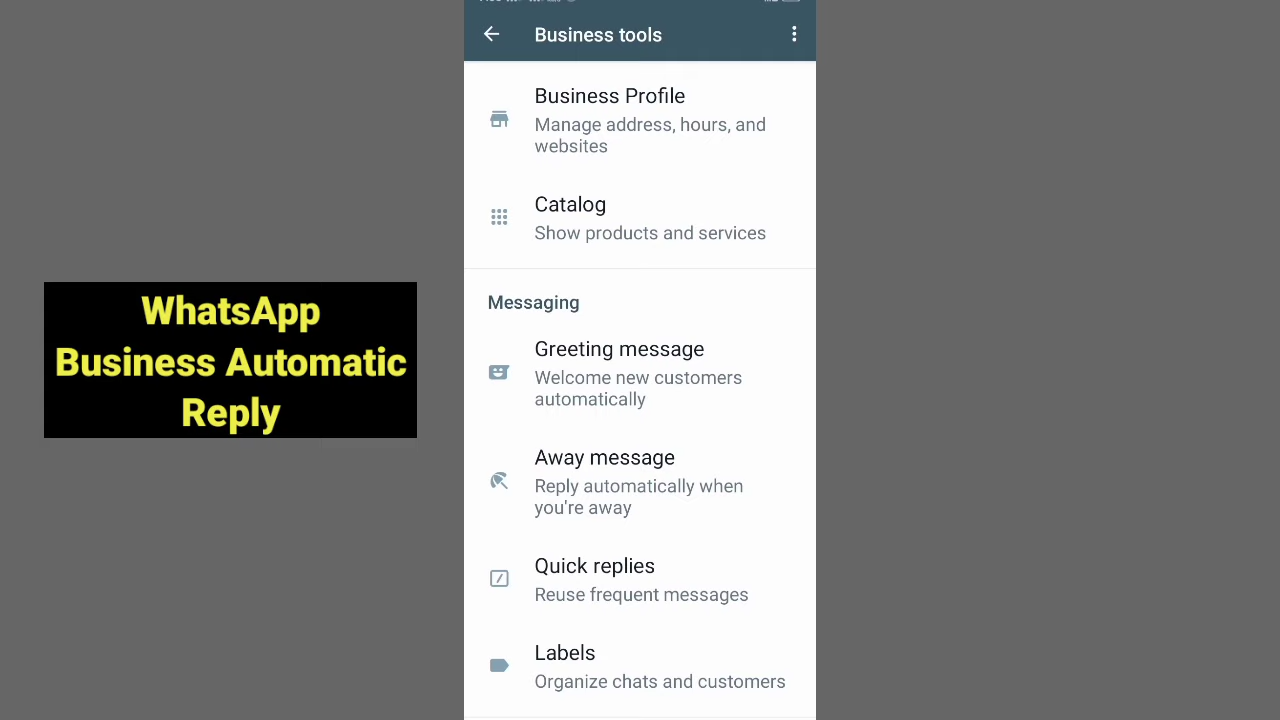 Business tools
Business Profile
Manage address, hours, and
websites
Catalog
Show products and services
Messaging
Greeting message
Welcome new customers
automatically
Away message
Reply automatically when
you're away
Quick replies
Reuse frequent messages
Labels
Organize chats and customers
WhatsApp
Business Automatic
Reply